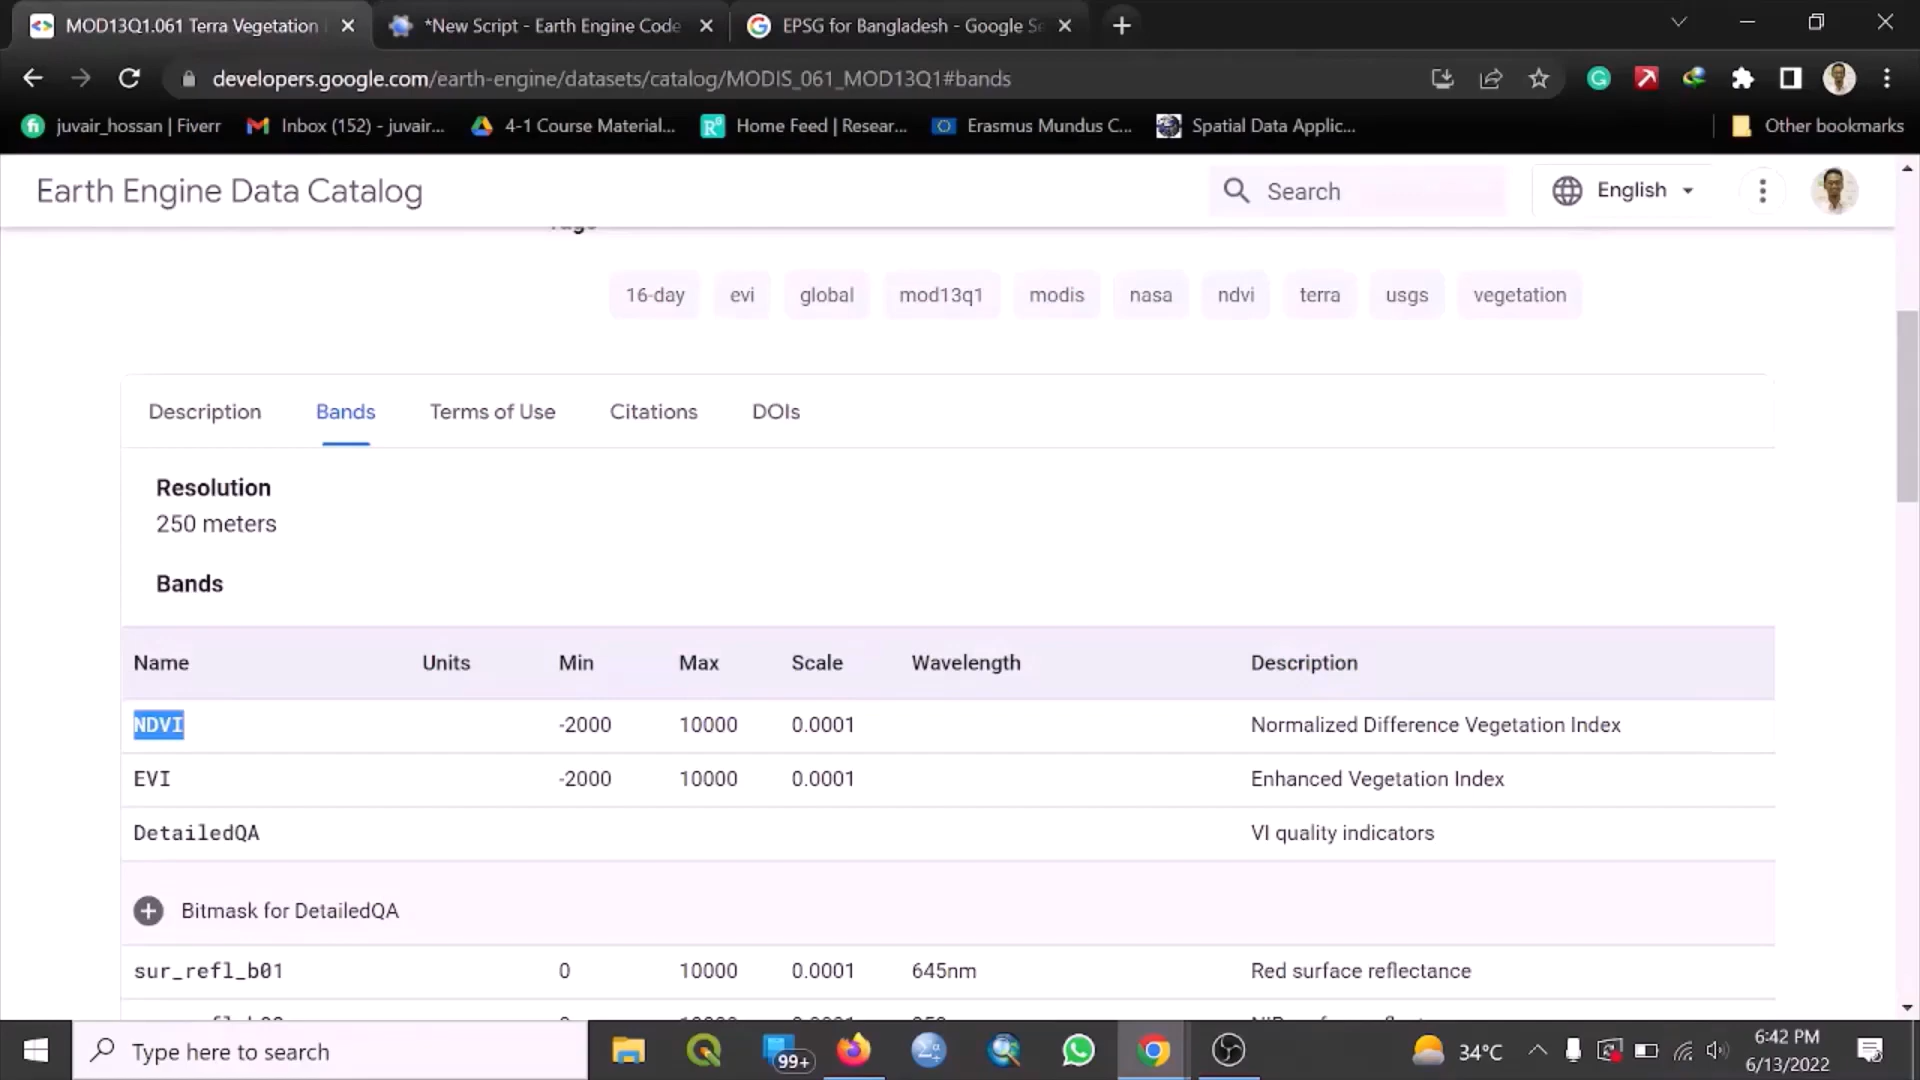 MOD13Q1.061 Terra Vegetation
*New Script - Earth Engine Code
EPSG for Bangladesh - Google Se
developers.google.com/earth-engine/datasets/catalog/MODIS_061_MOD13Q1#bands
juvair_hossan | Fiverr
Inbox (152) - juvair...
4-1 Course Material...
Home Feed | Resear...
Erasmus Mundus C...
Spatial Data Applic...
Other bookmarks
Earth Engine Data Catalog
Search
English
16-day evi global mod13q1 modis nasa ndvi terra usgs vegetation
Description Bands Terms of Use Citations DOIs
Resolution
250 meters
Bands
Name Units Min Max Scale Wavelength Description
NDVI -2000 10000 0.0001 Normalized Difference Vegetation Index
EVI -2000 10000 0.0001 Enhanced Vegetation Index
DetailedQA VI quality indicators
Bitmask for DetailedQA
sur_refl_b01 0 10000 0.0001 645nm Red surface reflectance
Type here to search
99+
34°C
6:42 PM
6/13/2022